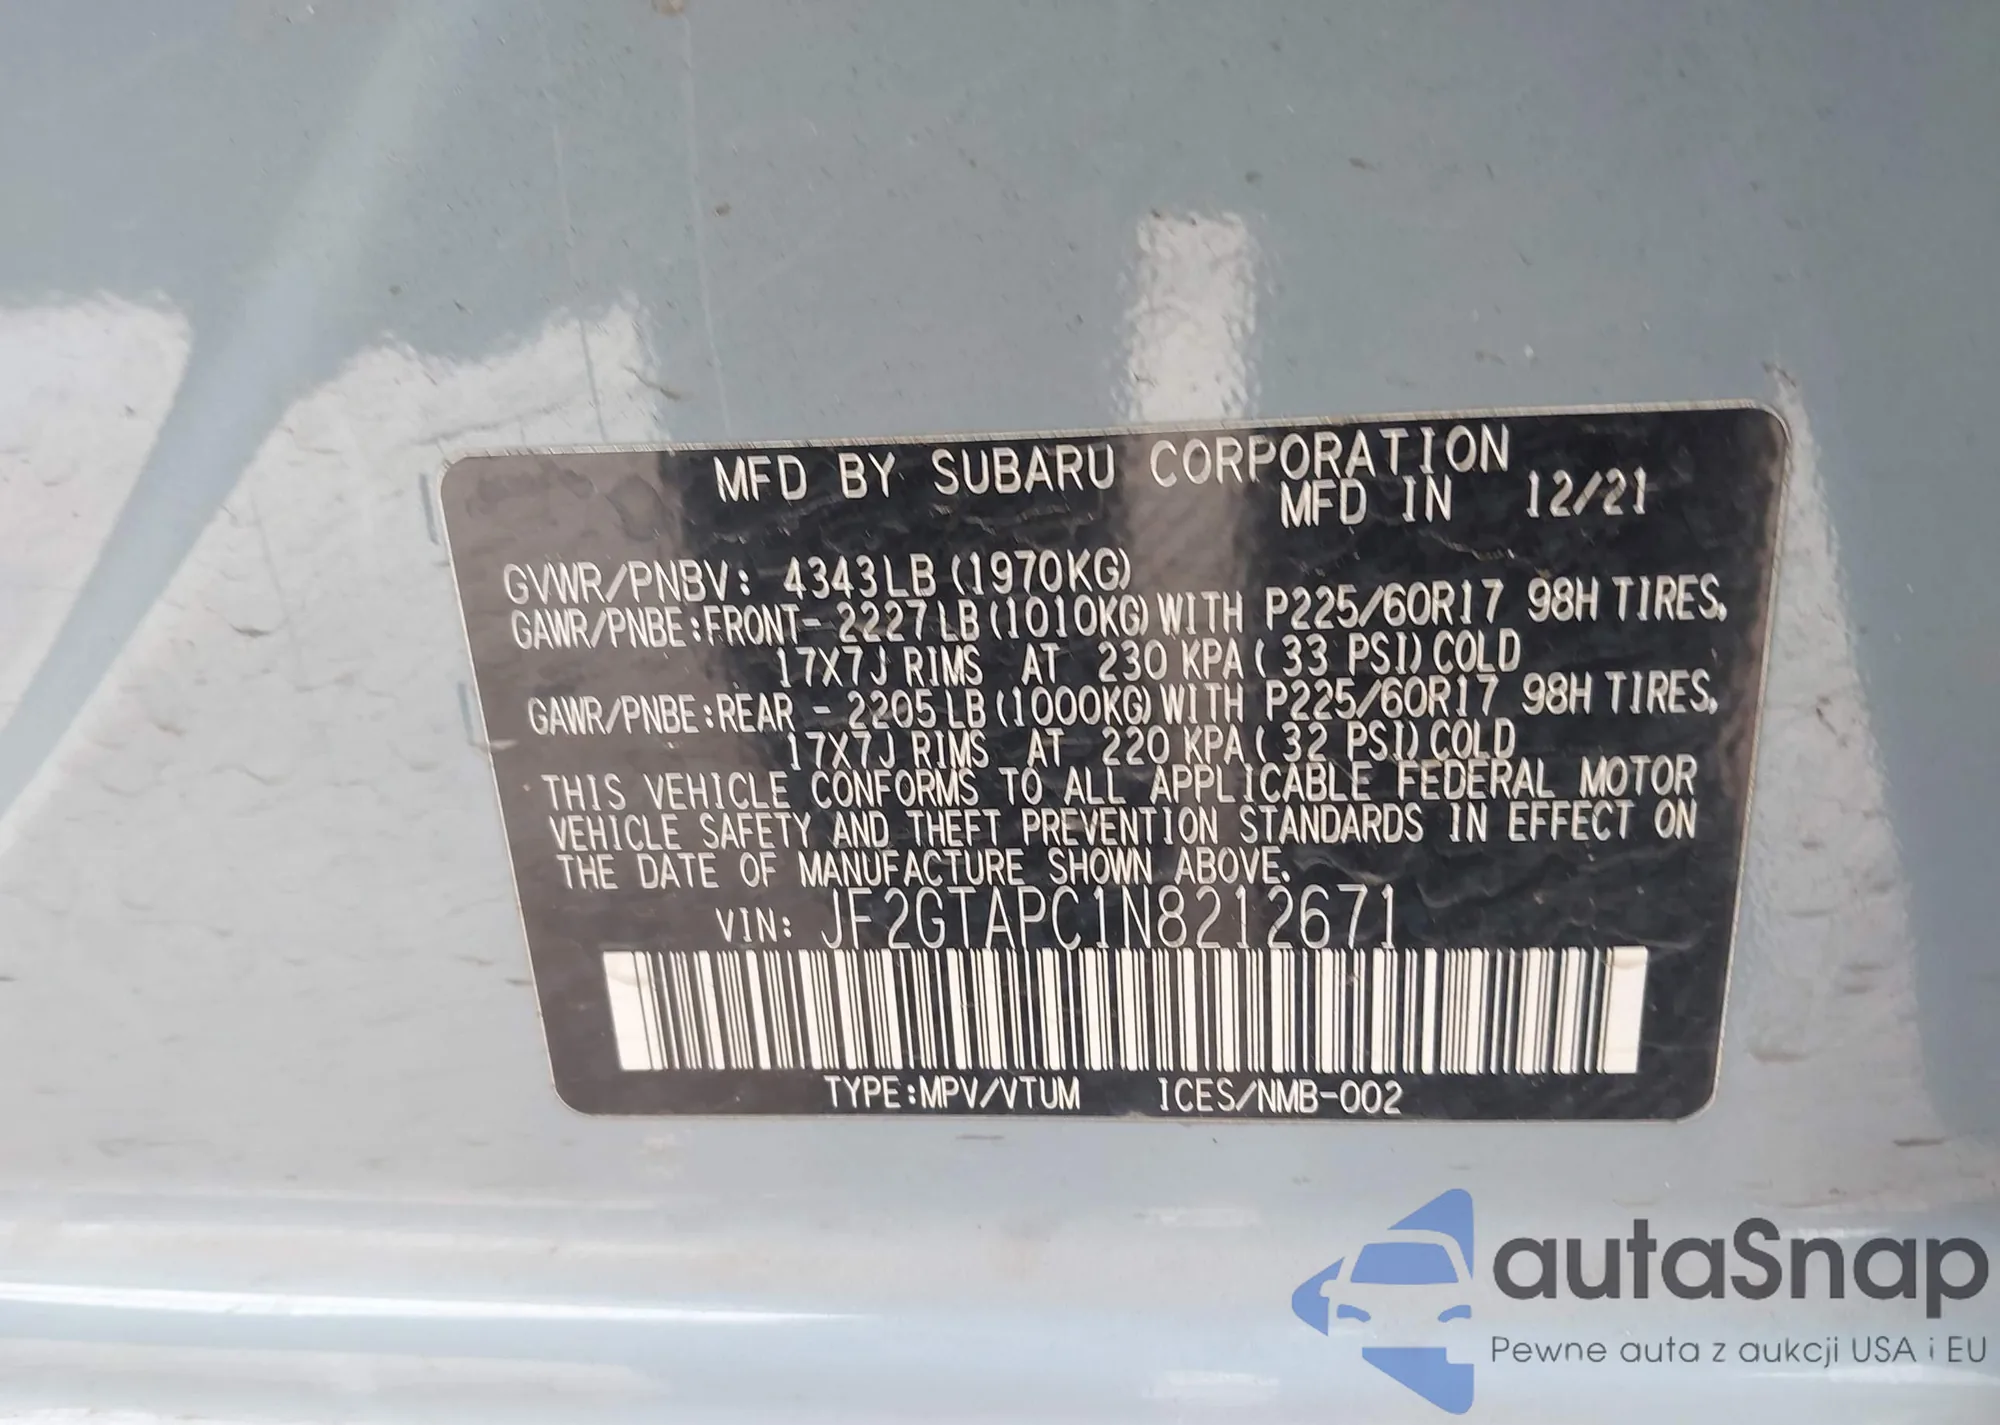 MFD BY SUBARU CORPORATION
MFD IN 12/21
GVWR/PNBV: 4343LB (1970KG)
GAWR/PNBE:FRONT- 2227 LB (1010KG) WITH P225/60R17 98H TIRES,
17X7J RIMS AT 230 KPA ( 33 PSI) COLD
GAWR/PNBE:REAR - 2205 LB (1000KG) WITH P225/60R17 98H TIRES,
17X7J RIMS AT 220 KPA ( 32 PSI) COLD
THIS VEHICLE CONFORMS TO ALL APPLICABLE FEDERAL MOTOR
VEHICLE SAFETY AND THEFT PREVENTION STANDARDS IN EFFECT ON
THE DATE OF MANUFACTURE SHOWN ABOVE.
VIN: JF2GTAPC1N8212671
TYPE:MPV/VTUM ICES/NMB-002
autaSnap
Pewne auta z aukcji USA i EU